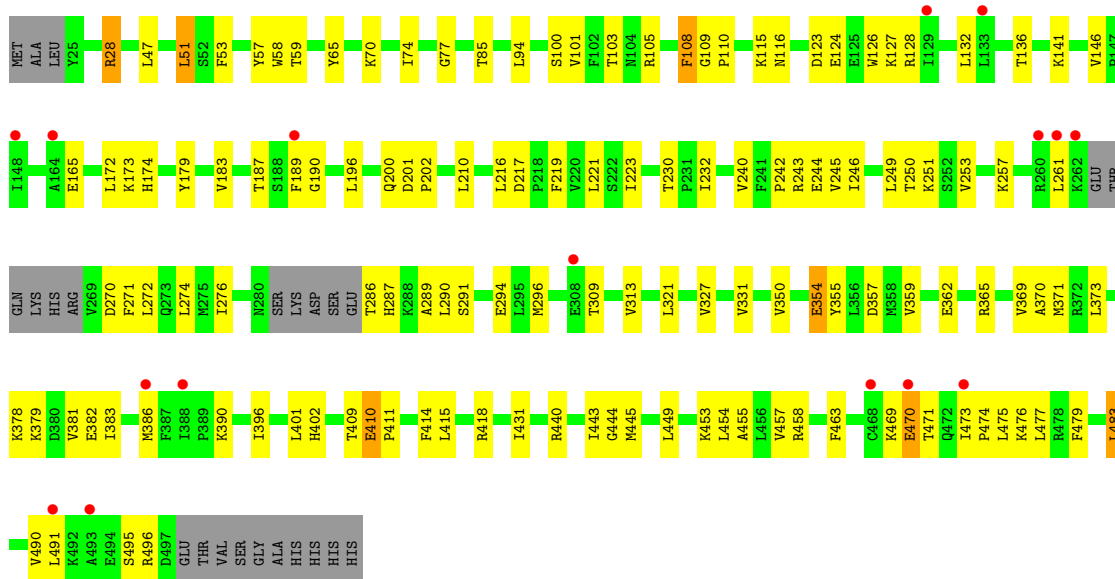 MET ALA LEU Y25 R28 L47 L51 S52 F53 Y57 W58 T59 Y65 K70 I74 G77 T85 L94 S100 V101 F102 T103 N104 R105 F108 G109 P110 K115 N116 D123 E124 E125 W126 K127 R128 I129 L132 L133 T136 K141 V146 R147
I148 A164 E165 L172 K173 H174 Y179 V183 T187 S188 F189 G190 L196 Q200 D201 P202 L210 L216 D217 P218 F219 V220 L221 S222 I223 T230 P231 I232 V240 F241 P242 R243 E244 V245 I246 L249 T250 K251 S252 V253 K257 R260 L261 K262 GLU THR
GLN LYS HIS ARG V269 D270 F271 L272 Q273 L274 M275 I276 N280 SER LYS ASP SER GLU T286 H287 K288 A289 L290 S291 E294 L295 M296 E308 T309 V313 L321 V327 V331 V350 E354 Y355 L356 D357 M358 V359 E362 R365 V369 A370 M371 R372 L373
K378 K379 D380 V381 E382 I383 M386 F387 I388 P389 K390 I396 L401 H402 T409 E410 P411 F414 L415 R418 I431 R440 I443 G444 M445 L449 K453 L454 A455 L456 V457 R458 F463 C468 K469 E470 T471 Q472 I473 P474 L475 K476 L477 R478 F479
V490 L491 K492 A493 E494 S495 R496 D497 GLU THR VAL SER GLY ALA HIS HIS HIS HIS